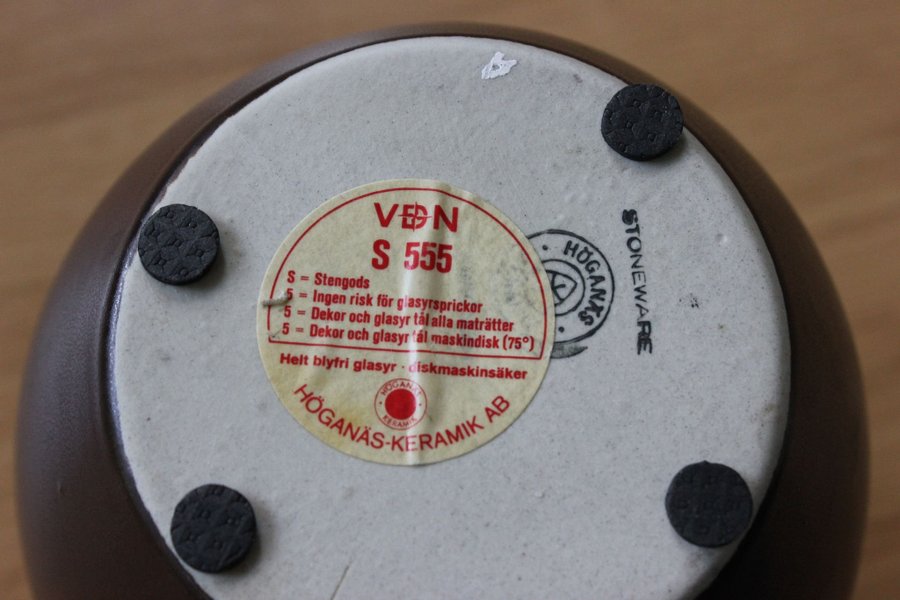 VDN
S 555
S = Stengods
5 = Ingen risk för glasyrsprickor
5 = Dekor och glasyr tål alla maträtter
5 = Dekor och glasyr tål maskindisk (75°)
Helt blyfri glasyr · diskmaskinsäker
HÖGANÄS
KERAMIK
HÖGANÄS-KERAMIK AB
HÖGANÄS
STONEWARE